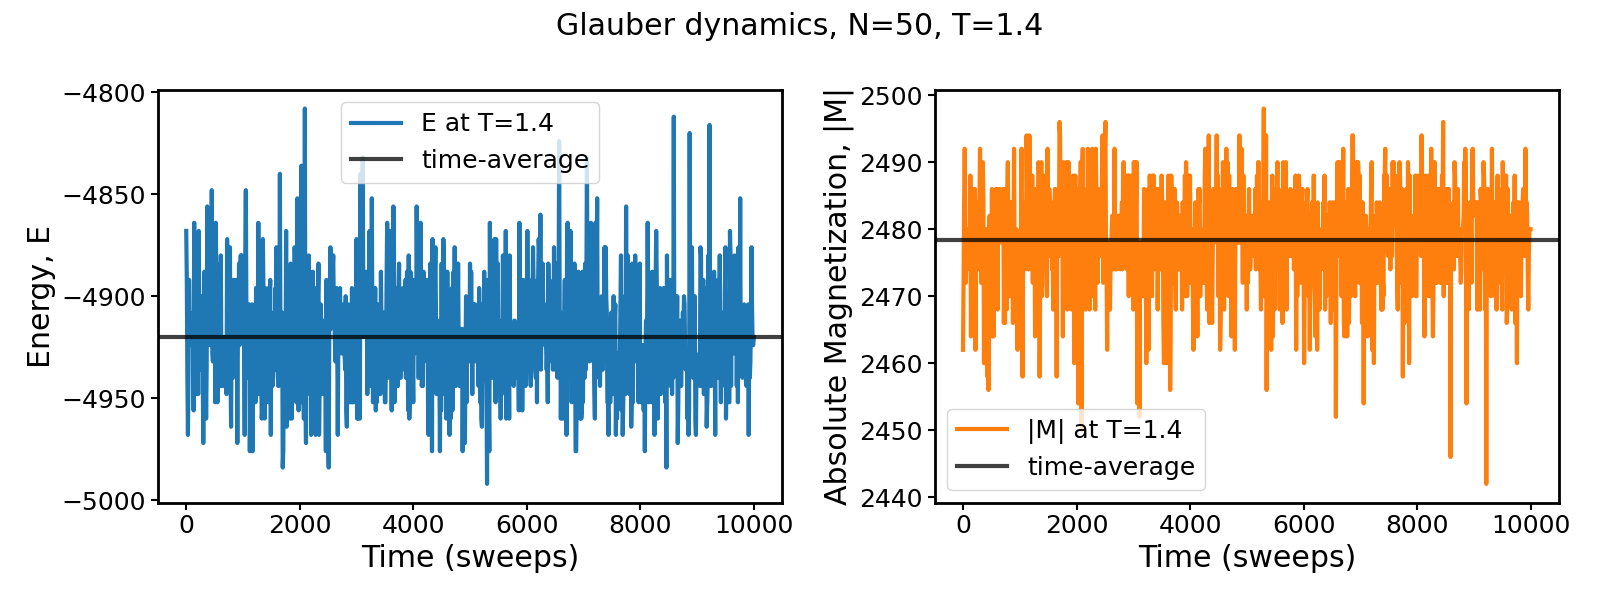 Glauber dynamics, N=50, T=1.4
Energy, E
−4800
−4850
−4900
−4950
−5000
E at T=1.4
time-average
0 2000 4000 6000 8000 10000
Time (sweeps)
Absolute Magnetization, |M|
2500
2490
2480
2470
2460
2450
2440
|M| at T=1.4
time-average
0 2000 4000 6000 8000 10000
Time (sweeps)